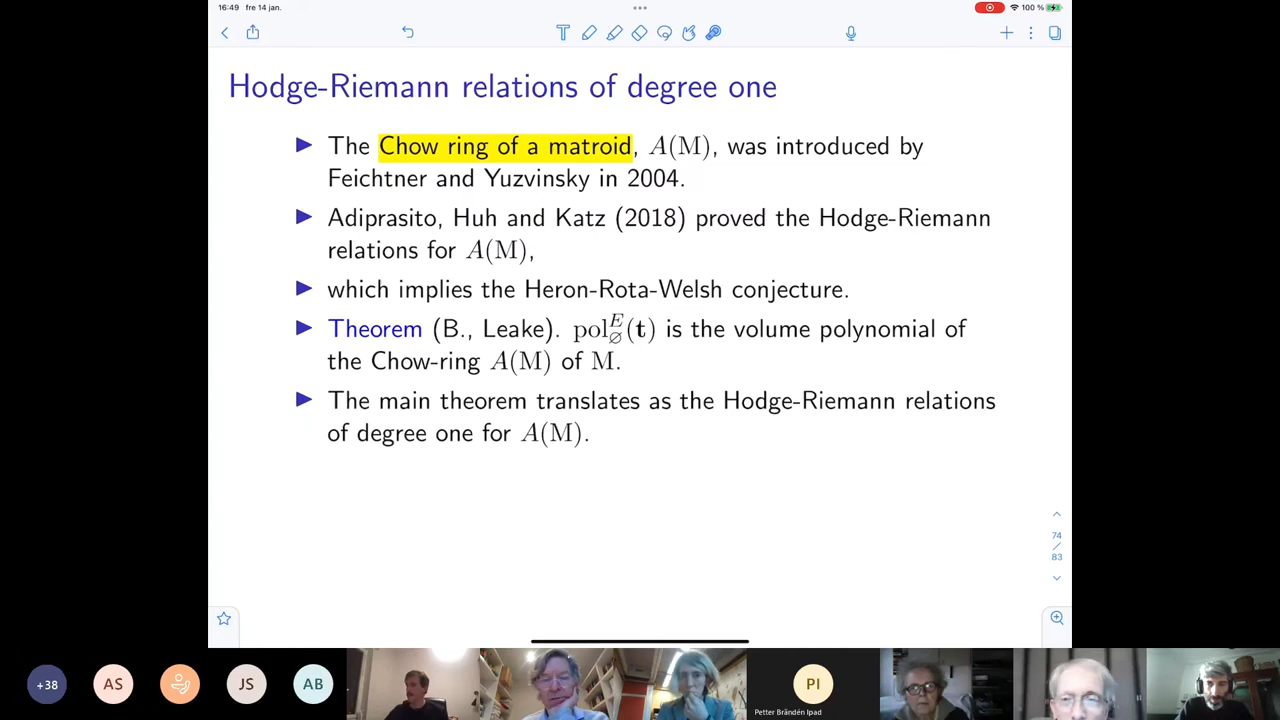 16:49 fre 14 jan.
100 %
Hodge-Riemann relations of degree one
The Chow ring of a matroid, A(M), was introduced by
Feichtner and Yuzvinsky in 2004.
Adiprasito, Huh and Katz (2018) proved the Hodge-Riemann
relations for A(M),
which implies the Heron-Rota-Welsh conjecture.
Theorem (B., Leake). pol_∅^E(t) is the volume polynomial of
the Chow-ring A(M) of M.
The main theorem translates as the Hodge-Riemann relations
of degree one for A(M).
74
/
83
+38 AS JS AB PI
Petter Brändén Ipad